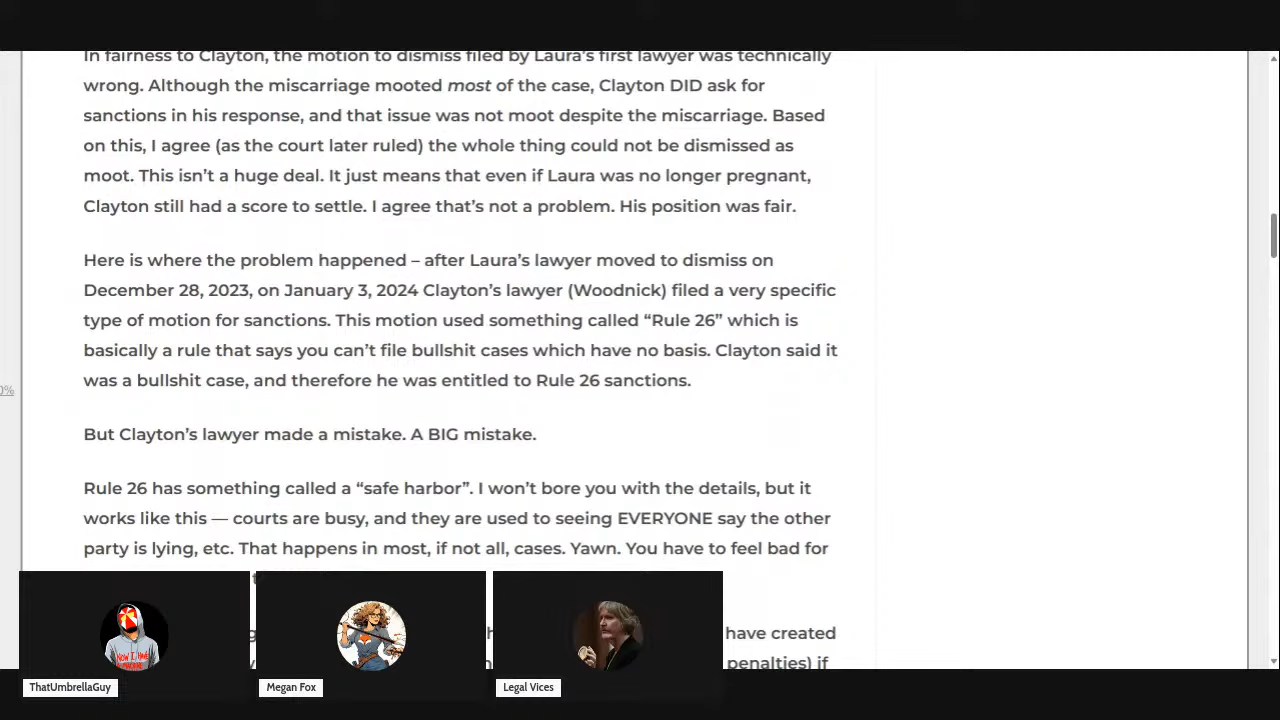 In fairness to Clayton, the motion to dismiss filed by Laura's first lawyer was technically
wrong. Although the miscarriage mooted most of the case, Clayton DID ask for
sanctions in his response, and that issue was not moot despite the miscarriage. Based
on this, I agree (as the court later ruled) the whole thing could not be dismissed as
moot. This isn’t a huge deal. It just means that even if Laura was no longer pregnant,
Clayton still had a score to settle. I agree that’s not a problem. His position was fair.
Here is where the problem happened – after Laura’s lawyer moved to dismiss on
December 28, 2023, on January 3, 2024 Clayton’s lawyer (Woodnick) filed a very specific
type of motion for sanctions. This motion used something called “Rule 26” which is
basically a rule that says you can’t file bullshit cases which have no basis. Clayton said it
was a bullshit case, and therefore he was entitled to Rule 26 sanctions.
0%
But Clayton’s lawyer made a mistake. A BIG mistake.
Rule 26 has something called a “safe harbor”. I won’t bore you with the details, but it
works like this — courts are busy, and they are used to seeing EVERYONE say the other
party is lying, etc. That happens in most, if not all, cases. Yawn. You have to feel bad for
have created
penalties) if
NOW I HAVE
ThatUmbrellaGuy
Megan Fox
Legal Vices